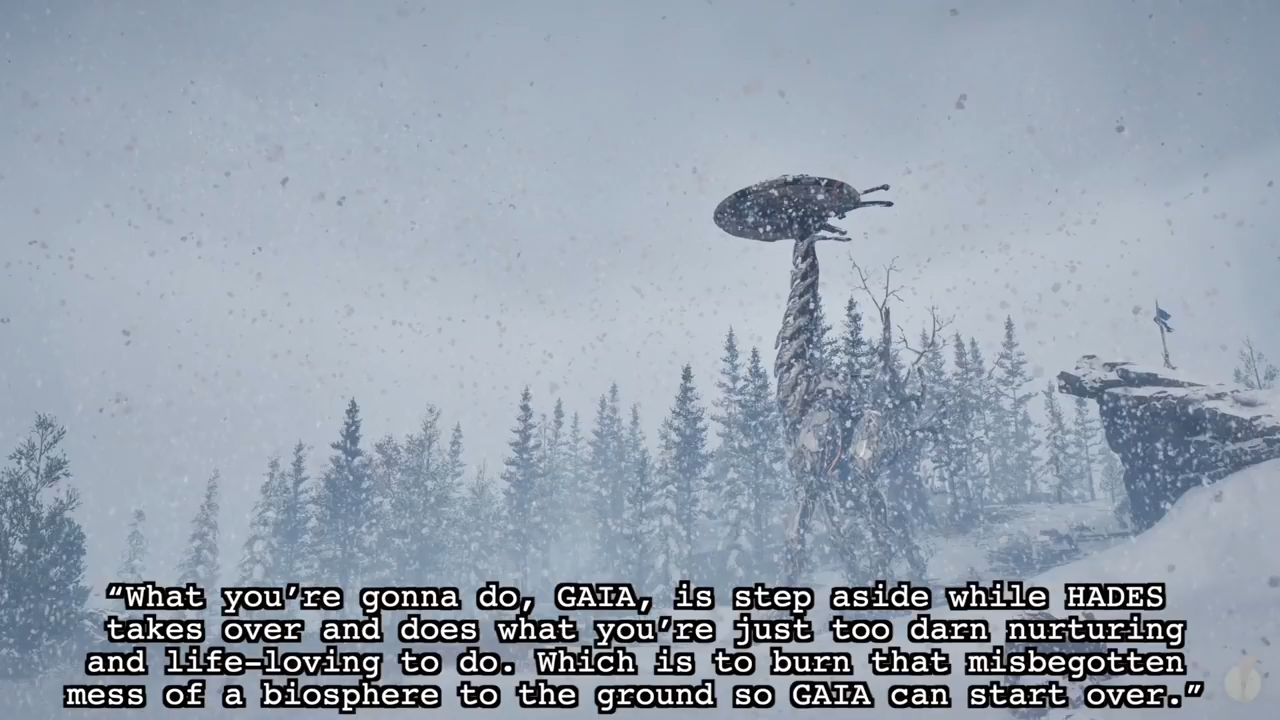 “What you’re gonna do, GAIA, is step aside while HADES
takes over and does what you’re just too darn nurturing
and life-loving to do. Which is to burn that misbegotten
mess of a biosphere to the ground so GAIA can start over.”